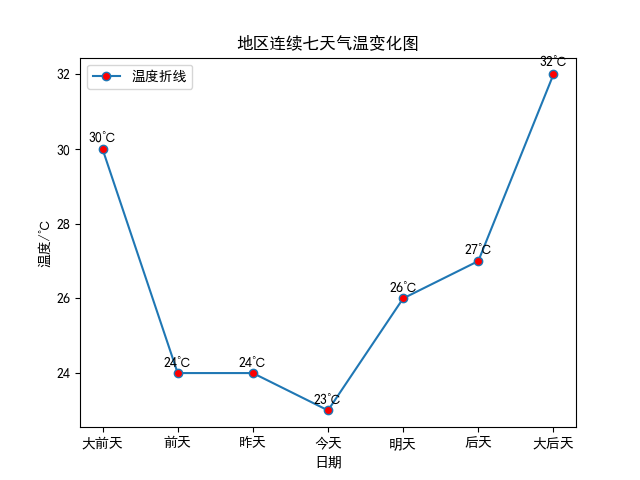 地区连续七天气温变化图
温度折线
温度/℃
32
30
28
26
24
30℃
24℃
24℃
23℃
26℃
27℃
32℃
大前天
前天
昨天
今天
明天
后天
大后天
日期